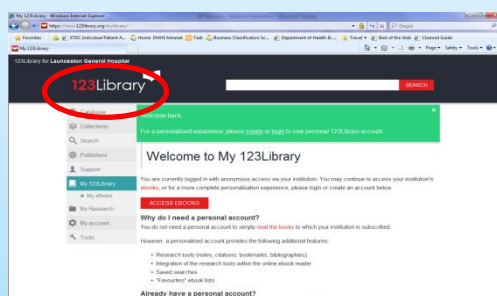 My 123Library - Windows Internet Explorer
https://www.123library.org/mylibrary/
Google
Favorites
Home DHHS Intranet
Travel
Best of the Web
Channel Guide
My 123Library
Page
Safety
Tools
123Library for Launceston General Hospital
123Library
SEARCH
Catalogue
Collections
Search
Publishers
Support
My 123Library
My eBooks
My Research
My account
Tools
Welcome back
For a personalised experience, please create or login to your personal 123Library account.
Welcome to My 123Library
You are currently logged in with anonymous access via your institution. You may continue to access your institution's
ebooks, or for a more complete personalisation experience, please login or create an account below.
ACCESS EBOOKS
Why do I need a personal account?
You do not need a personal account to simply read the books to which your institution is subscribed.
However, a personalised account provides the following additional features:
Research tools (notes, citations, bookmarks, bibliographies)
Integration of the research tools within the online ebook reader
Saved searches
"Favourites" ebook lists
Already have a personal account?